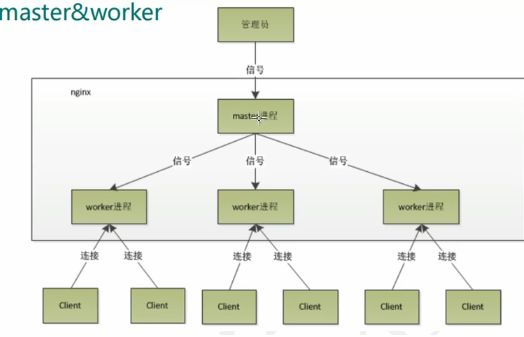 master&worker
管理员
信号
nginx
master进程
信号 信号 信号
worker进程 worker进程 worker进程
连接 连接 连接 连接 连接 连接
Client Client Client Client Client Client